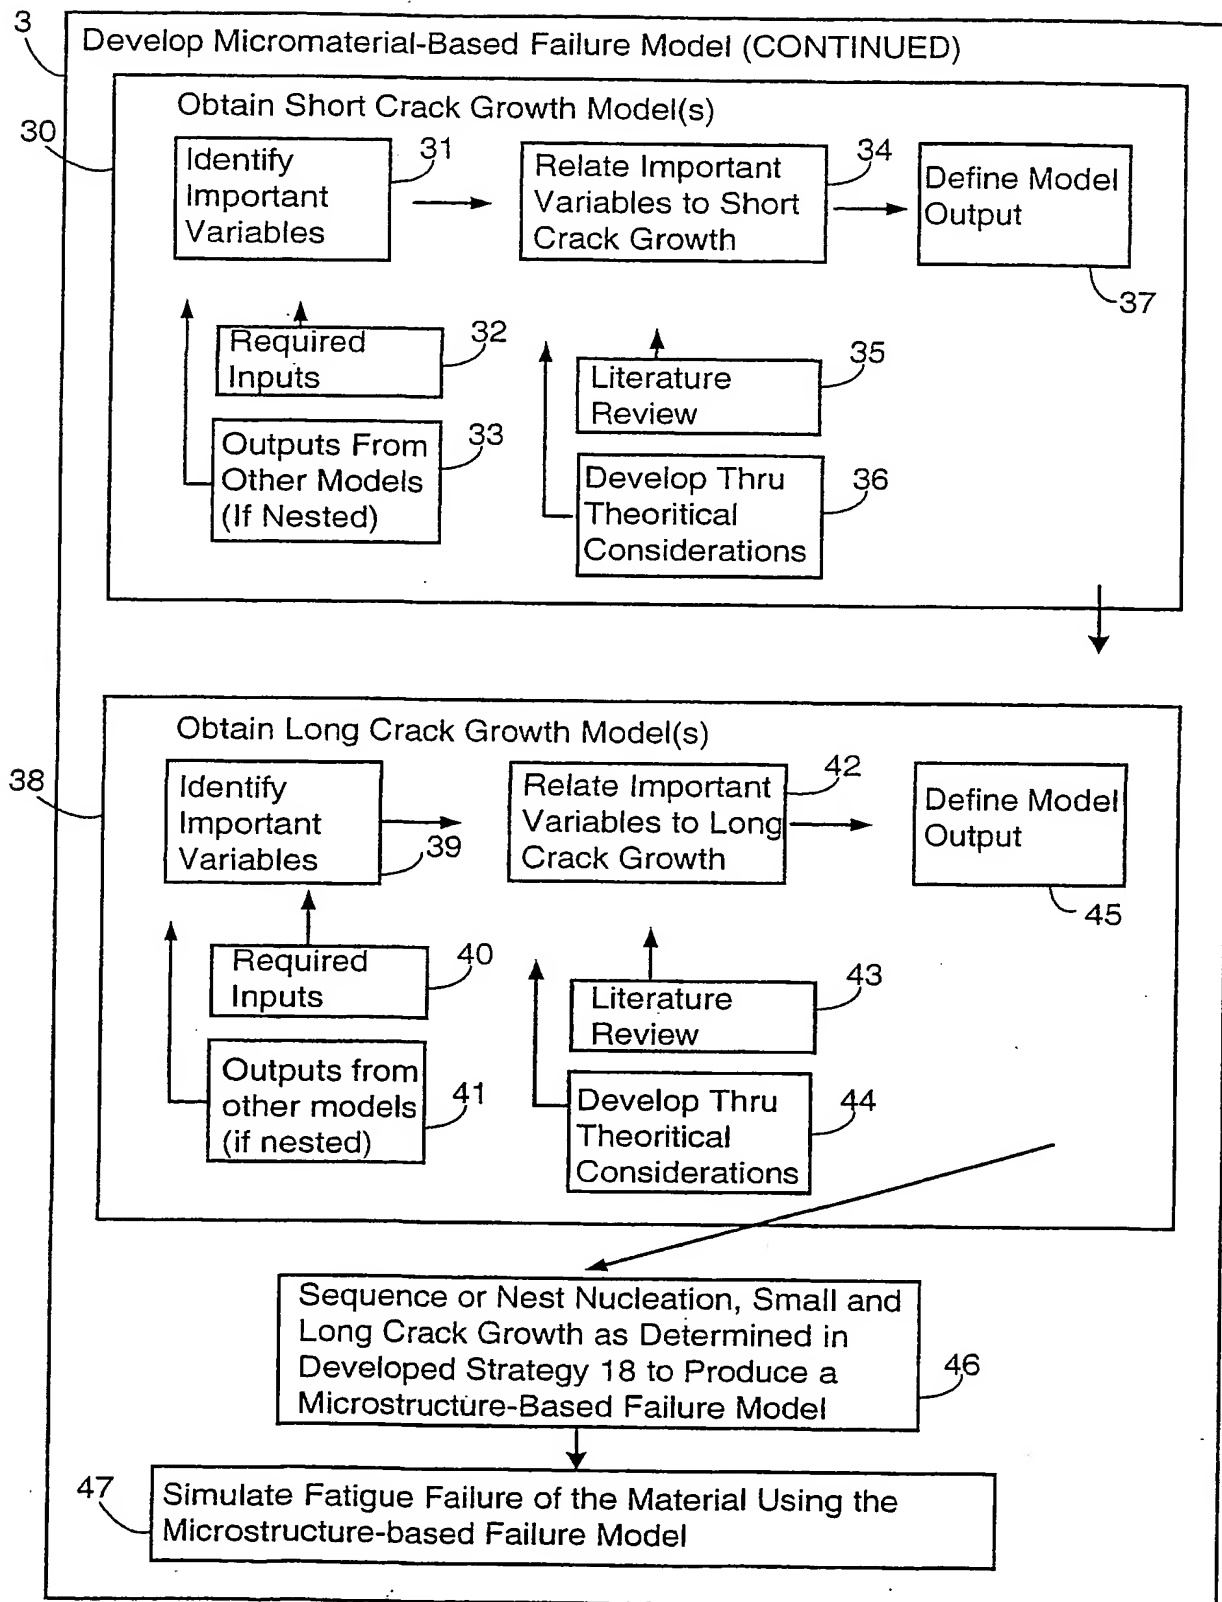 3
Develop Micromaterial-Based Failure Model (CONTINUED)
30
Obtain Short Crack Growth Model(s)
Identify
Important
Variables
31
Relate Important
Variables to Short
Crack Growth
34
Define Model
Output
37
Required
Inputs
32
Literature
Review
35
Outputs From
Other Models
(If Nested)
33
Develop Thru
Theoritical
Considerations
36
38
Obtain Long Crack Growth Model(s)
Identify
Important
Variables
39
Relate Important
Variables to Long
Crack Growth
42
Define Model
Output
45
Required
Inputs
40
Literature
Review
43
Outputs from
other models
(if nested)
41
Develop Thru
Theoritical
Considerations
44
Sequence or Nest Nucleation, Small and
Long Crack Growth as Determined in
Developed Strategy 18 to Produce a
Microstructure-Based Failure Model
46
47
Simulate Fatigue Failure of the Material Using the
Microstructure-based Failure Model